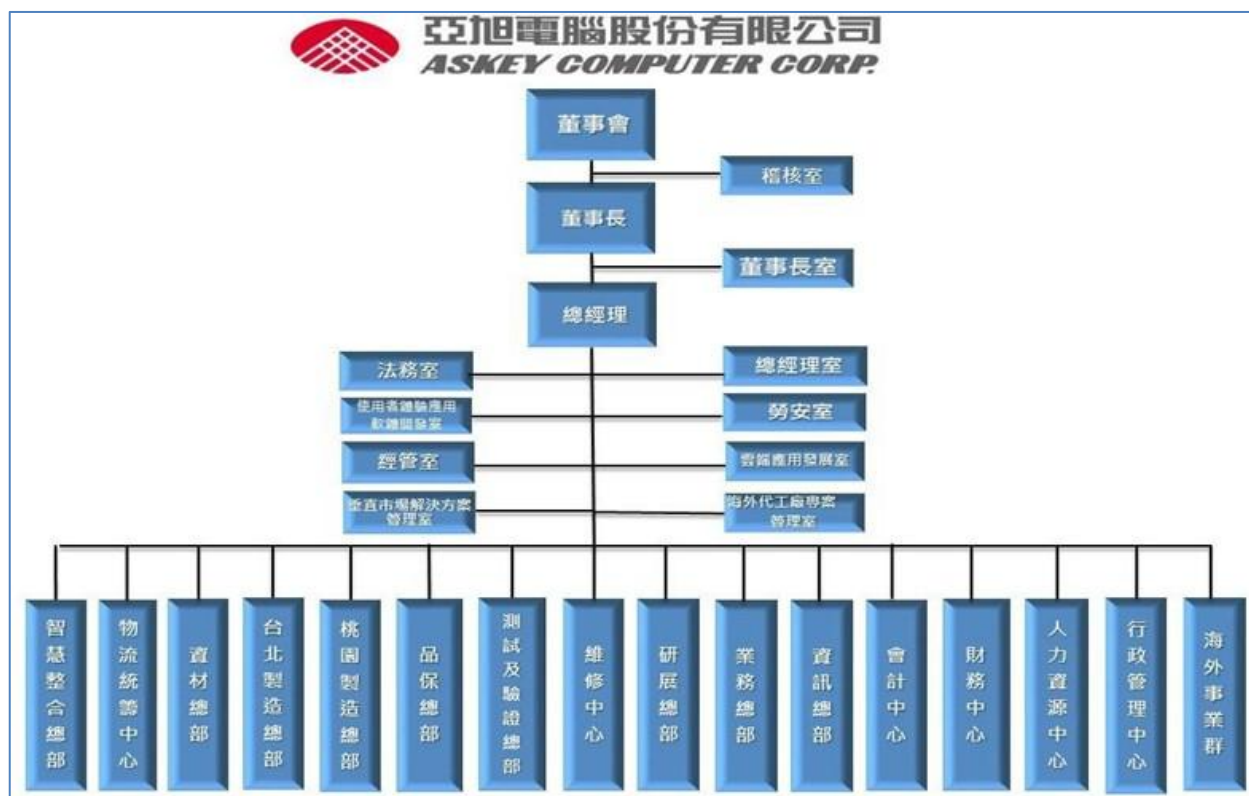 亞旭電腦股份有限公司
ASKEY COMPUTER CORP.
董事會
稽核室
董事長
董事長室
總經理
法務室
總經理室
使用者體驗應用
軟體開發室
勞安室
經管室
雲端應用發展室
垂直市場解決方案
管理室
海外代工廠專案
管理室
智慧整合總部
物流統籌中心
資材總部
台北製造總部
桃園製造總部
品保總部
測試及驗證總部
維修中心
研展總部
業務總部
資訊總部
會計中心
財務中心
人力資源中心
行政管理中心
海外事業群